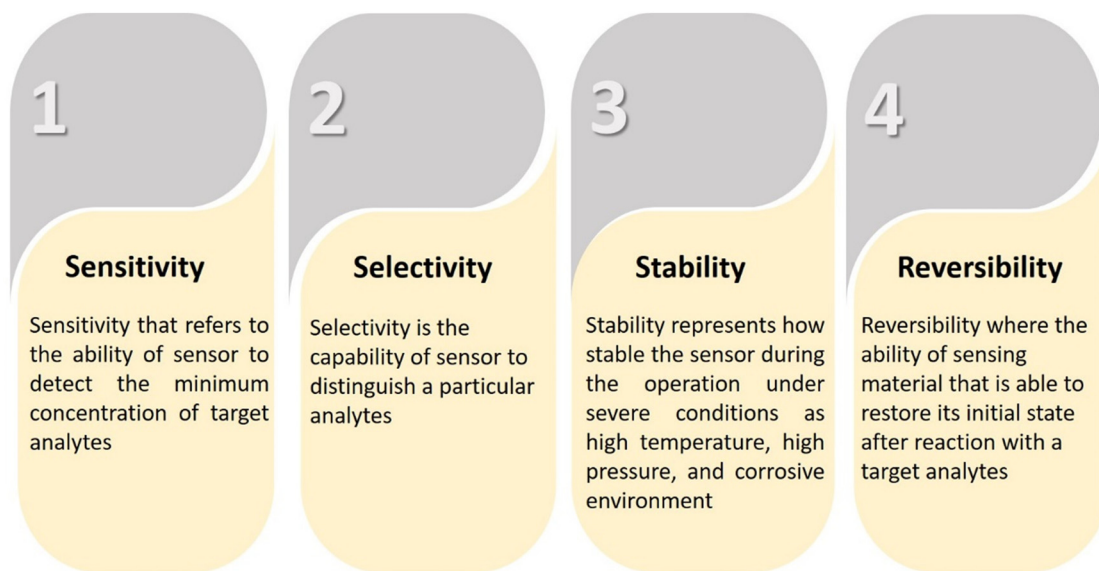 1
Sensitivity
Sensitivity that refers to
the ability of sensor to
detect the minimum
concentration of target
analytes
2
Selectivity
Selectivity is the
capability of sensor to
distinguish a particular
analytes
3
Stability
Stability represents how
stable the sensor during
the operation under
severe conditions as
high temperature, high
pressure, and corrosive
environment
4
Reversibility
Reversibility where the
ability of sensing
material that is able to
restore its initial state
after reaction with a
target analytes